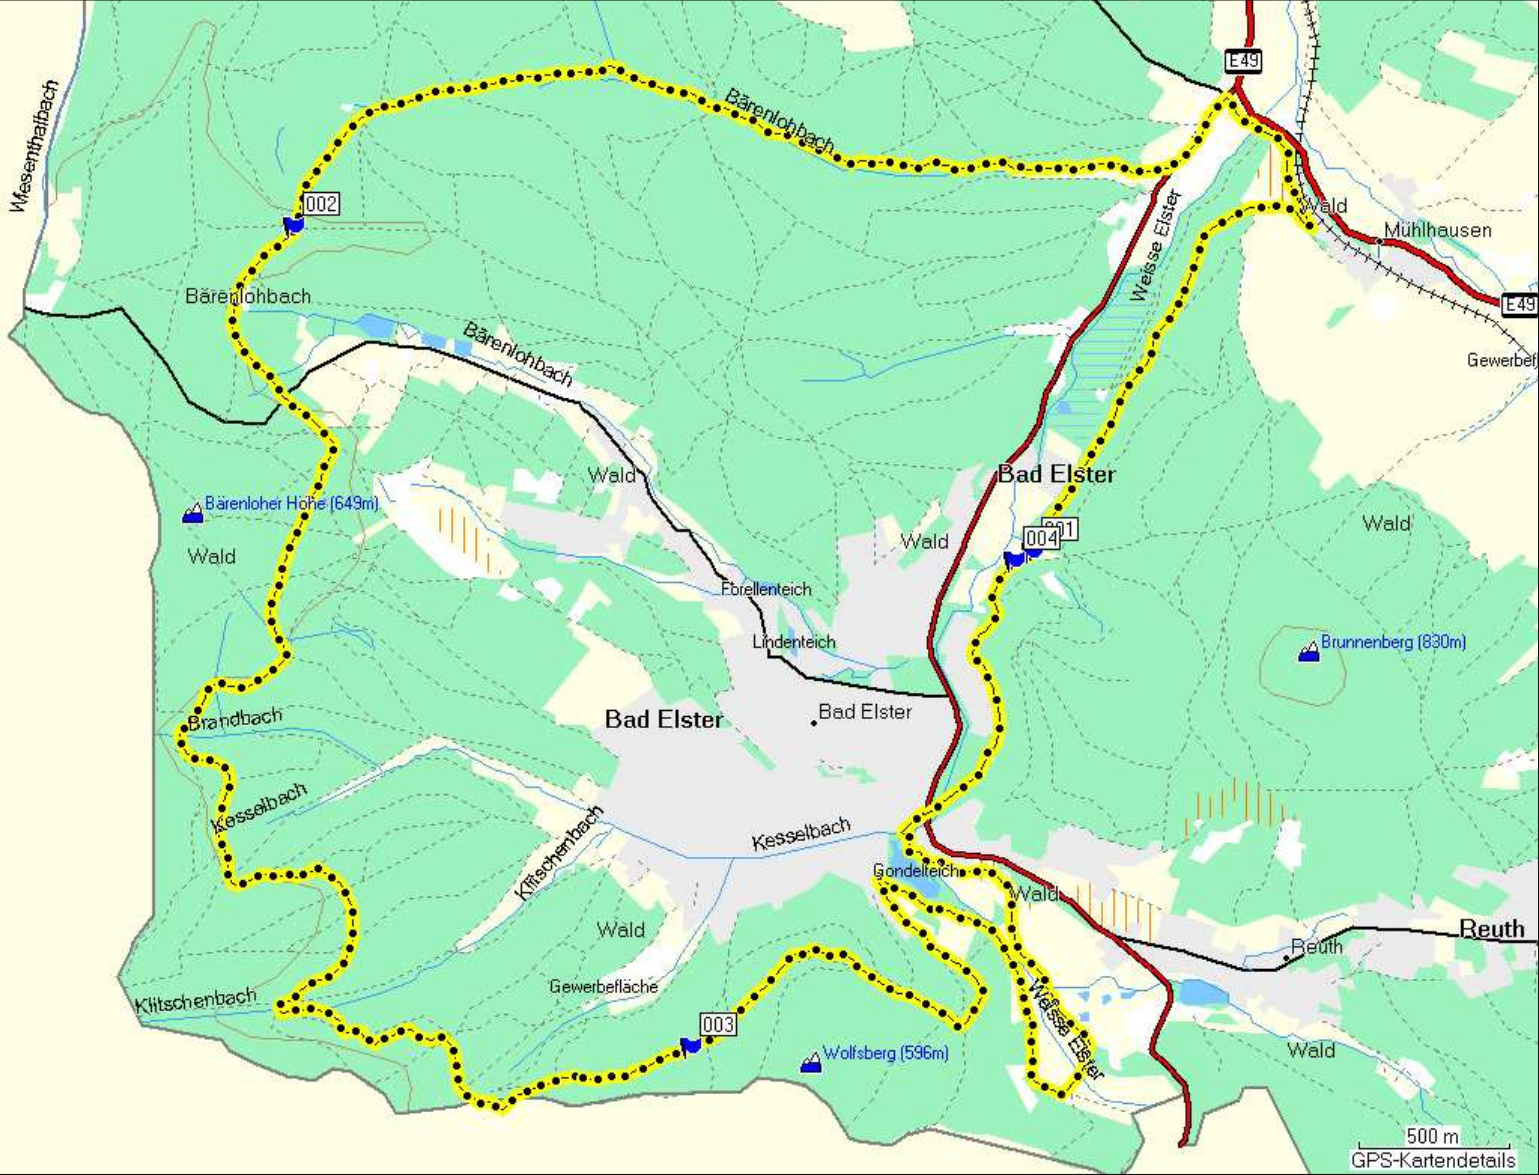 E49
Wiesenthalbach
Bärenlohbach
002
Wald
Mühlhausen
Weisse Elster
Bärenlohbach
E49
Bärenlohbach
Gewerbef
Wald
Bad Elster
Bärenloher Höhe (649m)
Wald
Wald
Wald
004
001
Forellenteich
Lindenteich
Brunnenberg (830m)
Brandbach
Bad Elster
Bad Elster
Kesselbach
Klitschenbach
Kesselbach
Gondelteich
Wald
Wald
Reuth
Reuth
Gewerbefläche
Klitschenbach
Weisse Elster
003
Wolfsberg (596m)
Wald
500 m
GPS-Kartendetails